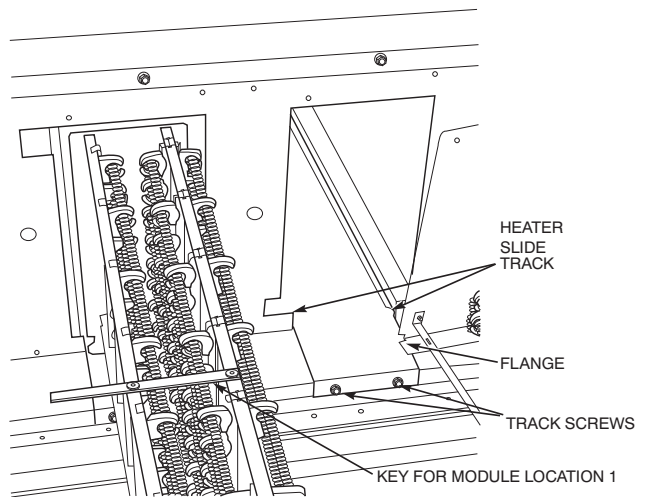 HEATER
SLIDE
TRACK
FLANGE
TRACK SCREWS
KEY FOR MODULE LOCATION 1